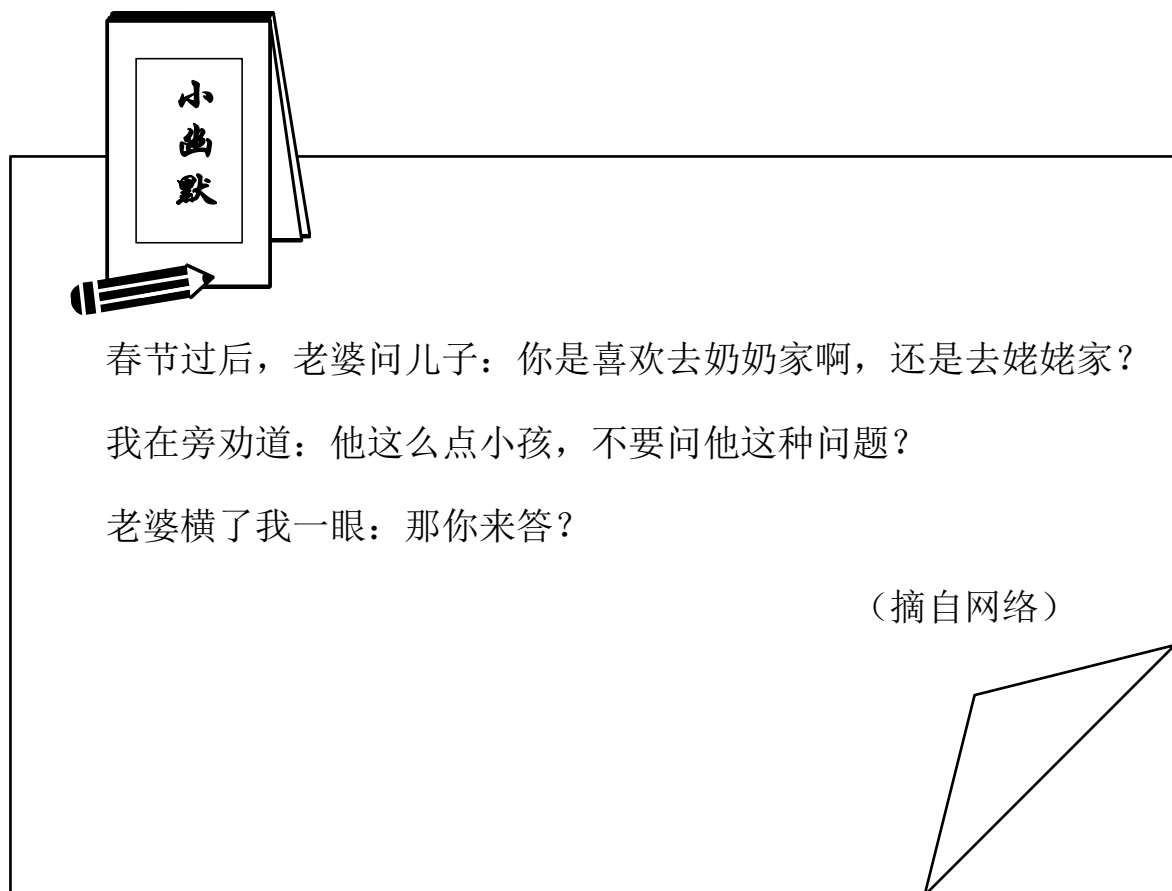 小幽默
春节过后，老婆问儿子：你是喜欢去奶奶家啊，还是去姥姥家？
我在旁劝道：他这么点小孩，不要问他这种问题？
老婆横了我一眼：那你来答？
（摘自网络）